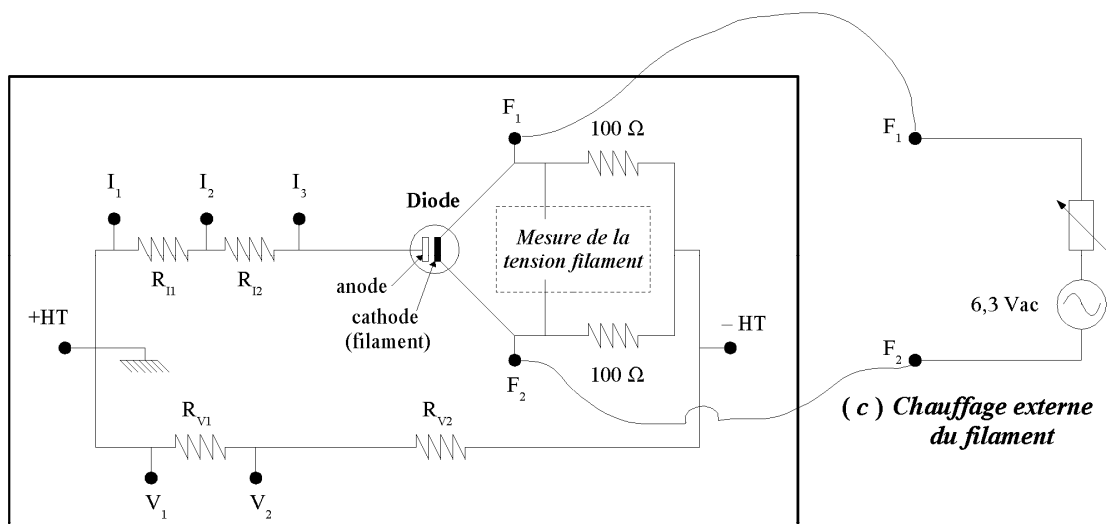 F1
100 Ω
F1
I1
I2
I3
Diode
Mesure de la
tension filament
RI1
RI2
anode
cathode
(filament)
+HT
– HT
6,3 Vac
F2
100 Ω
F2
RV1
RV2
( c ) Chauffage externe
du filament
V1
V2